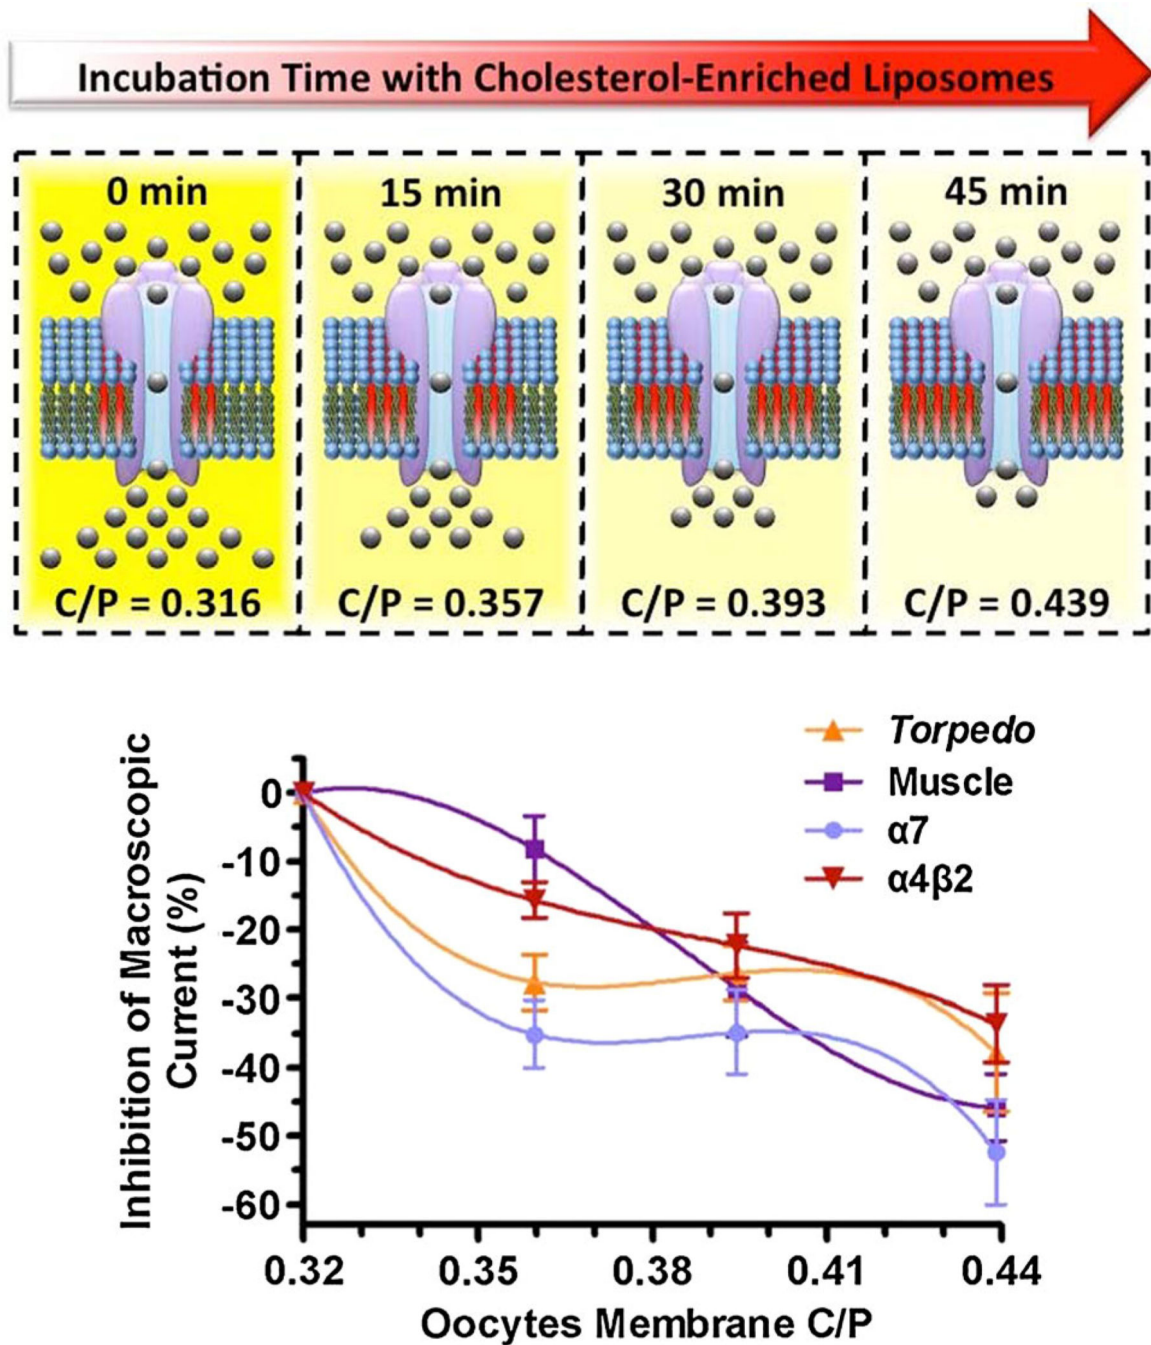 Incubation Time with Cholesterol-Enriched Liposomes
0 min
15 min
30 min
45 min
C/P = 0.316
C/P = 0.357
C/P = 0.393
C/P = 0.439
Torpedo
Muscle
α7
α4β2
Inhibition of Macroscopic
Current (%)
0
-10
-20
-30
-40
-50
-60
0.32
0.35
0.38
0.41
0.44
Oocytes Membrane C/P